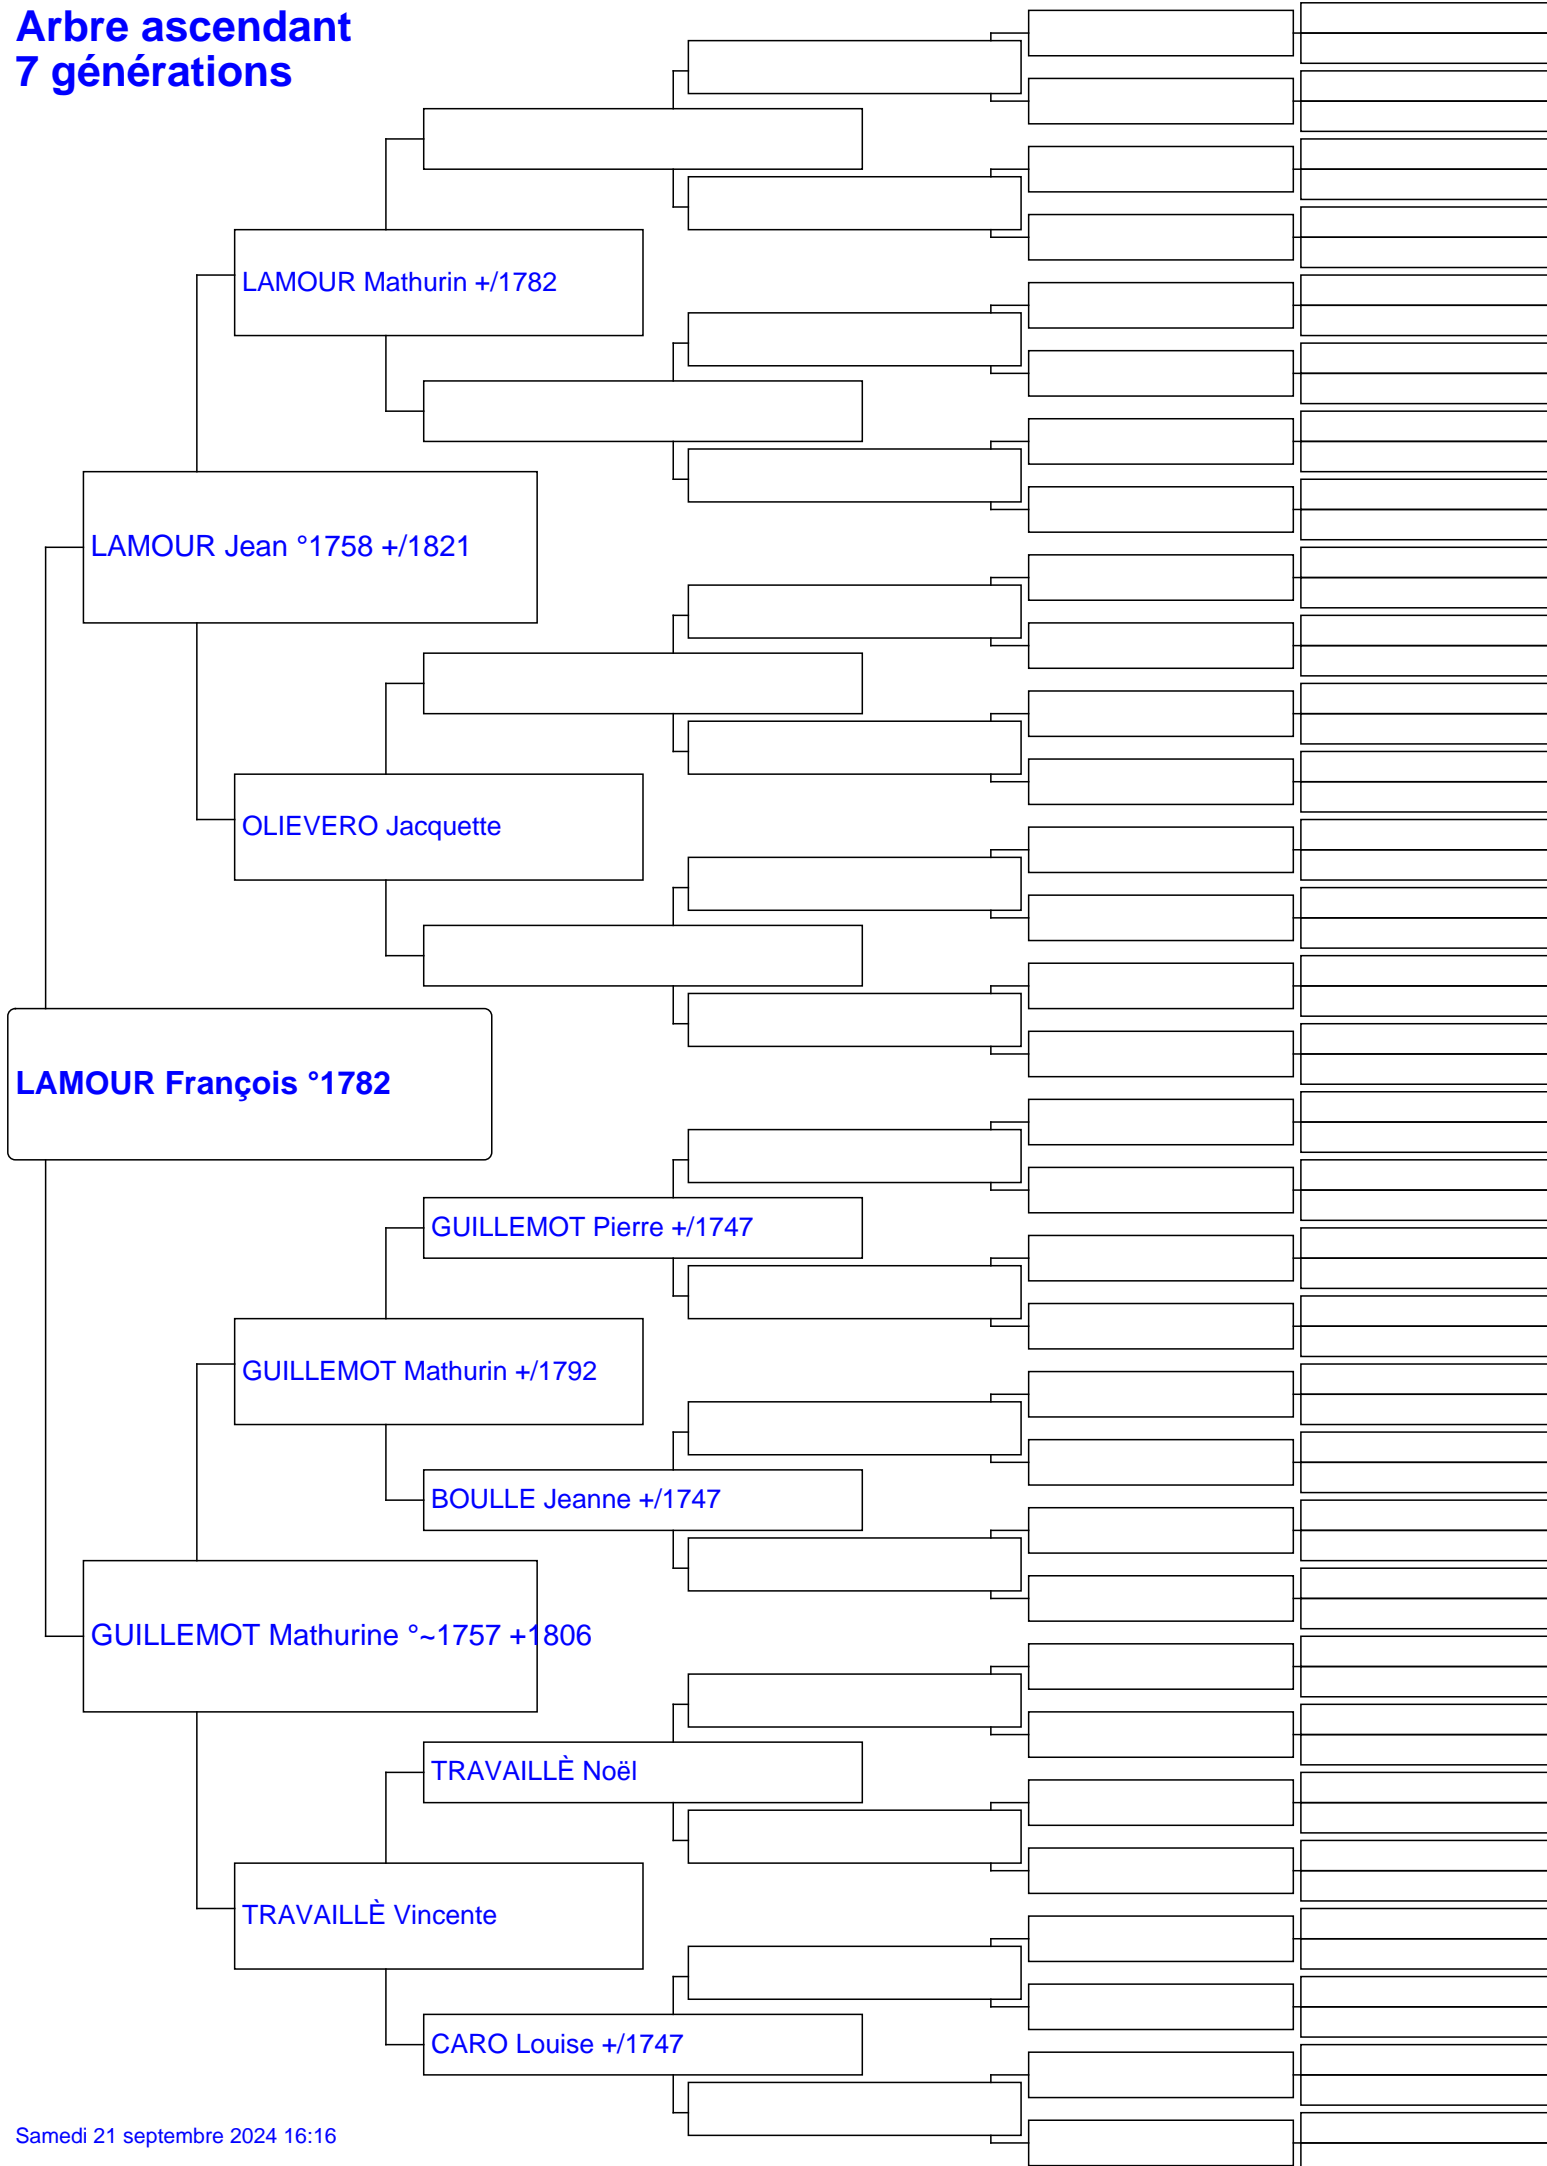 Arbre ascendant
7 générations
LAMOUR Mathurin +/1782
LAMOUR Jean °1758 +/1821
OLIEVERO Jacquette
LAMOUR François °1782
GUILLEMOT Pierre +/1747
GUILLEMOT Mathurin +/1792
BOULLE Jeanne +/1747
GUILLEMOT Mathurine °~1757 +1806
TRAVAILLÈ Noël
TRAVAILLÈ Vincente
CARO Louise +/1747
Samedi 21 septembre 2024 16:16